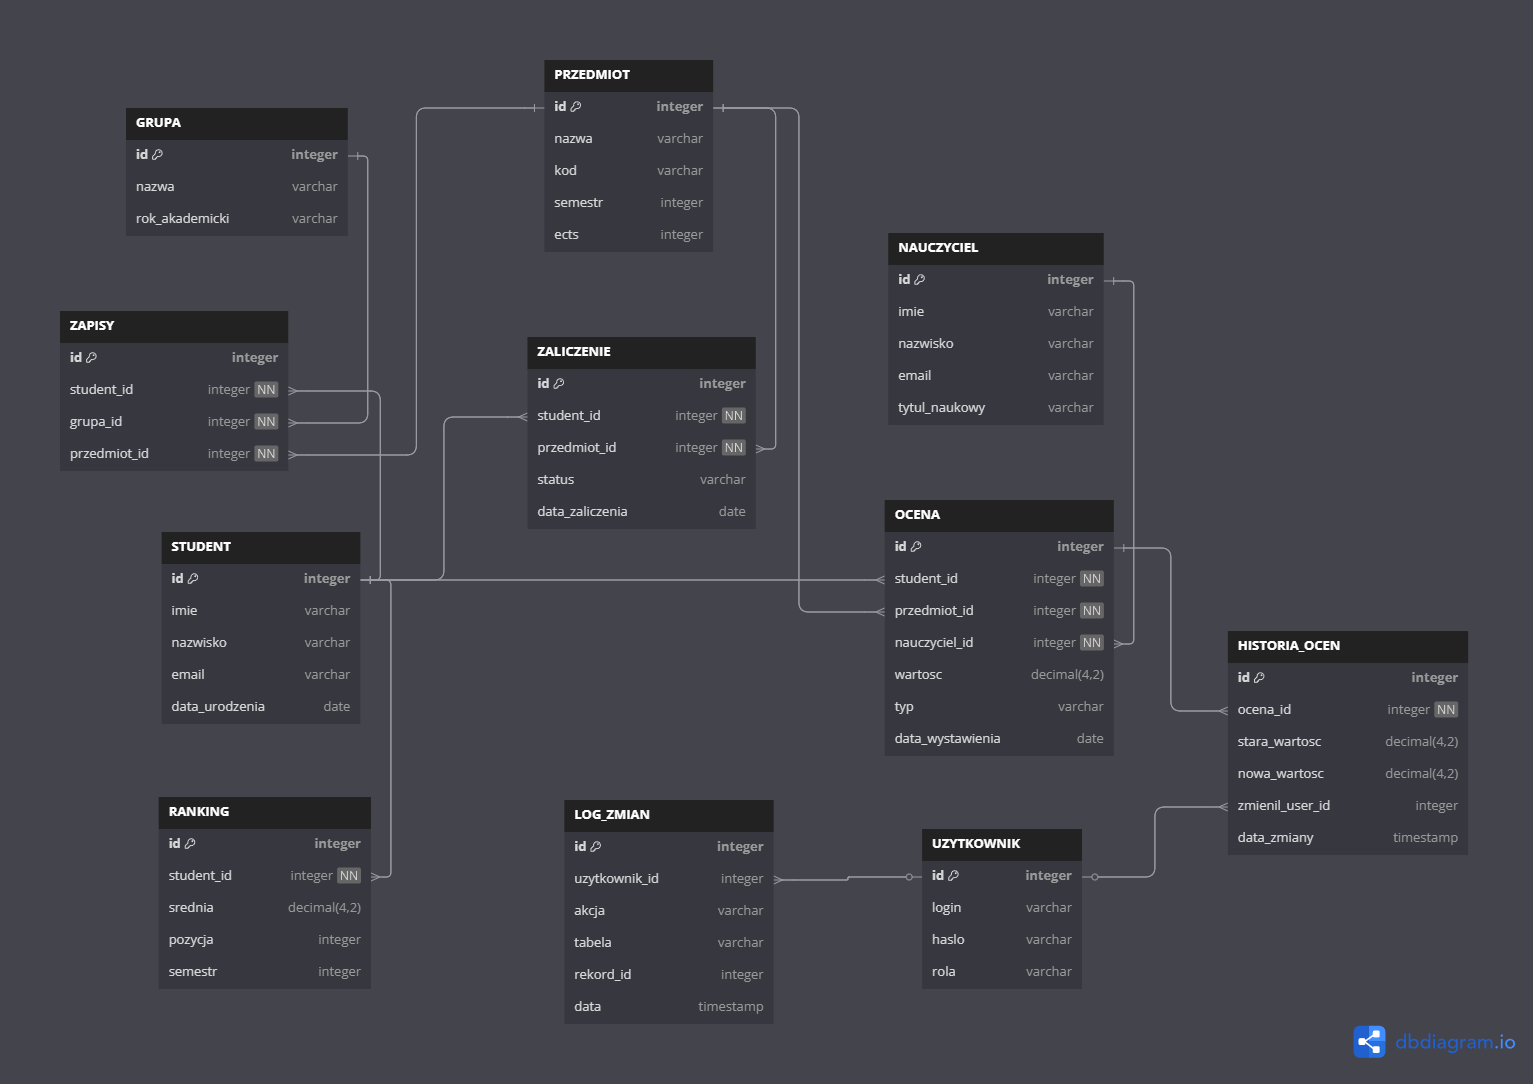 PRZEDMIOT
id integer
nazwa varchar
kod varchar
semestr integer
ects integer
GRUPA
id integer
nazwa varchar
rok_akademicki varchar
NAUCZYCIEL
id integer
imie varchar
nazwisko varchar
email varchar
tytul_naukowy varchar
ZAPISY
id integer
student_id integer NN
grupa_id integer NN
przedmiot_id integer NN
ZALICZENIE
id integer
student_id integer NN
przedmiot_id integer NN
status varchar
data_zaliczenia date
OCENA
id integer
student_id integer NN
przedmiot_id integer NN
nauczyciel_id integer NN
wartosc decimal(4,2)
typ varchar
data_wystawienia date
STUDENT
id integer
imie varchar
nazwisko varchar
email varchar
data_urodzenia date
HISTORIA_OCEN
id integer
ocena_id integer NN
stara_wartosc decimal(4,2)
nowa_wartosc decimal(4,2)
zmienil_user_id integer
data_zmiany timestamp
RANKING
id integer
student_id integer NN
srednia decimal(4,2)
pozycja integer
semestr integer
LOG_ZMIAN
id integer
uzytkownik_id integer
akcja varchar
tabela varchar
rekord_id integer
data timestamp
UZYTKOWNIK
id integer
login varchar
haslo varchar
rola varchar
dbdiagram.io